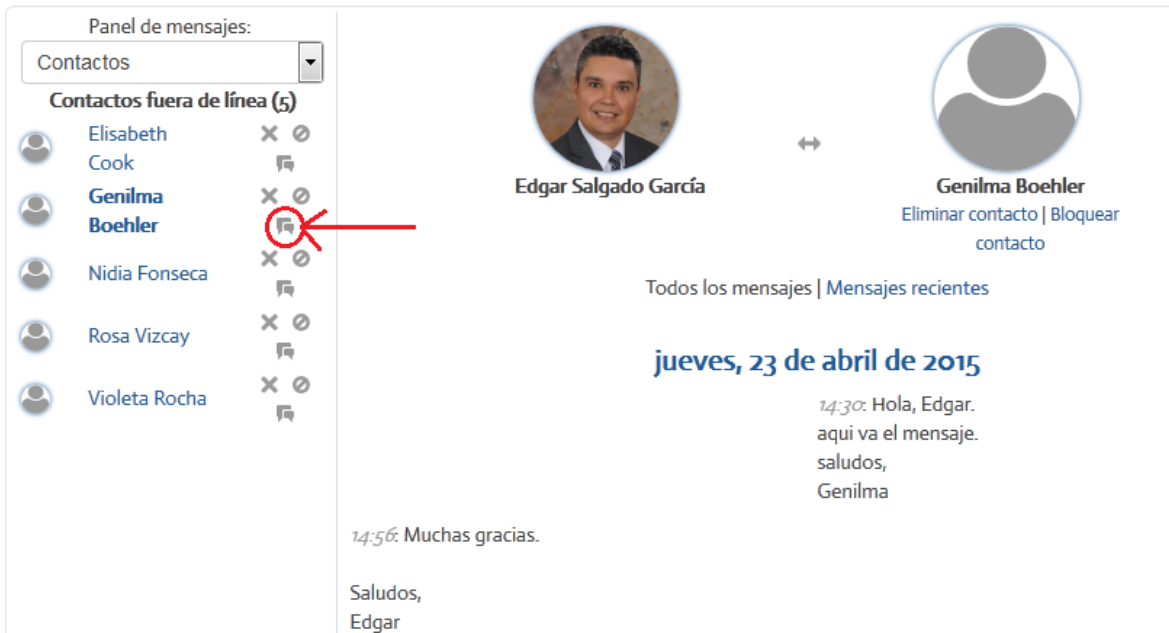 Panel de mensajes:
Contactos
Contactos fuera de línea (5)
Elisabeth
Cook
Genilma
Boehler
Nidia Fonseca
Rosa Vizcay
Violeta Rocha
Edgar Salgado García
Genilma Boehler
Eliminar contacto | Bloquear
contacto
Todos los mensajes | Mensajes recientes
jueves, 23 de abril de 2015
14:30: Hola, Edgar.
aqui va el mensaje.
saludos,
Genilma
14:56: Muchas gracias.
Saludos,
Edgar